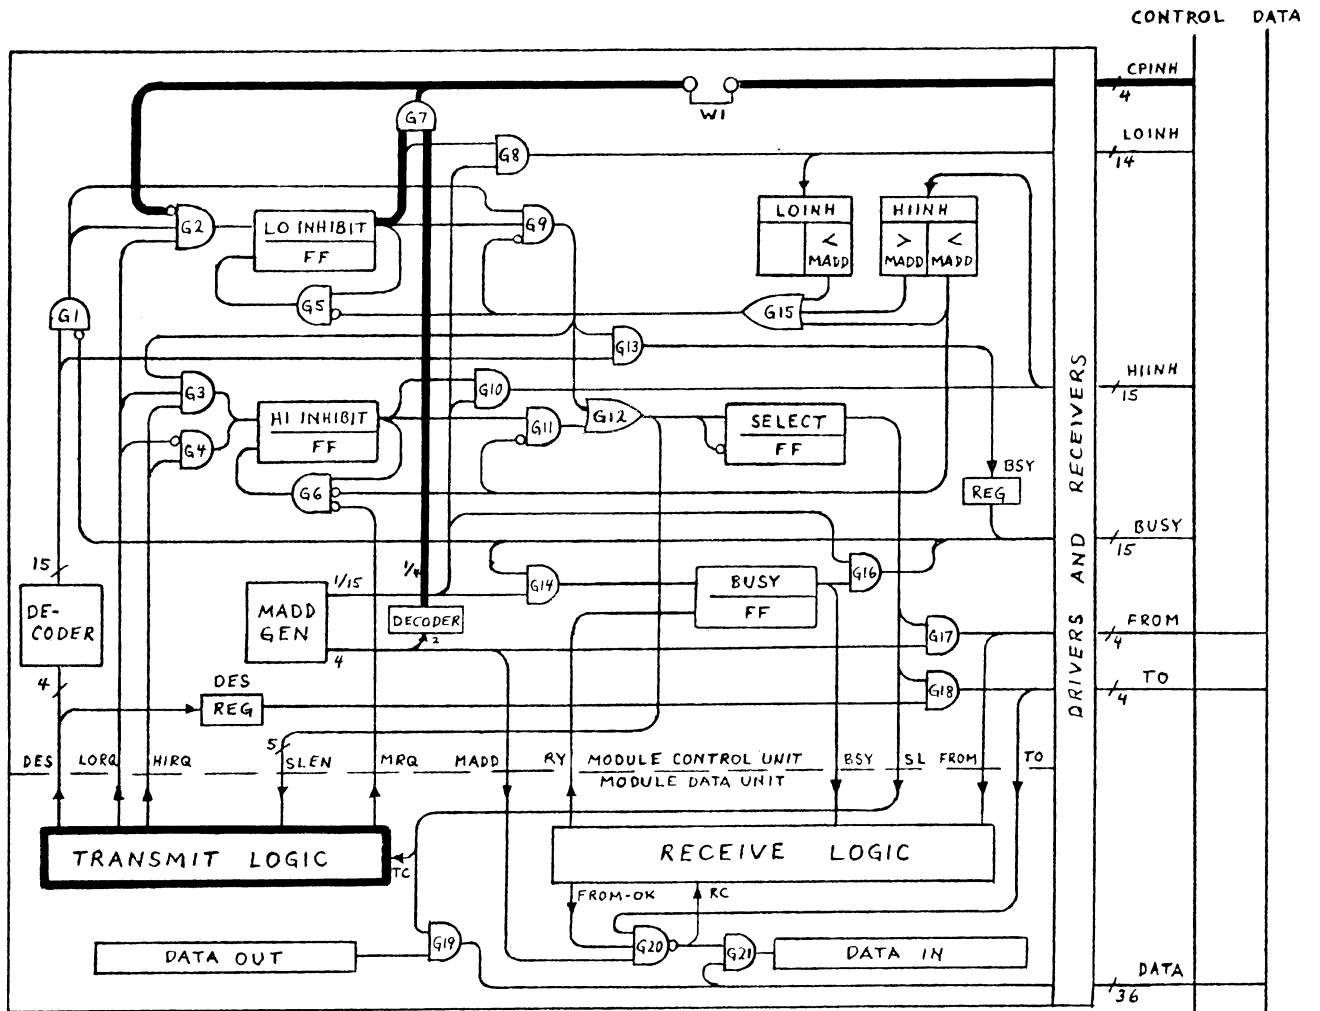 CONTROL DATA
CPINH
4
W1
G7
LOINH
14
G8
LOINH
<
MADD
HIINH
> <
MADD MADD
G2
LO INHIBIT
FF
G9
G5
G15
G1
G13
G3
G10
HIINH
15
HI INHIBIT
FF
G11
G12
SELECT
FF
G4
G6
BSY
REG
DRIVERS AND RECEIVERS
BUSY
15
15
DE-
CODER
4
MADD
GEN
1/15
4
1/4
DECODER
2
G14
BUSY
FF
G16
G17
FROM
4
G18
TO
4
DES
REG
5
DES LORQ HIRQ SLEN MRQ MADD RY MODULE CONTROL UNIT BSY SL FROM TO
MODULE DATA UNIT
TRANSMIT LOGIC
TC
RECEIVE LOGIC
FROM-OK
RC
DATA OUT
G19
G20
G21
DATA IN
DATA
36